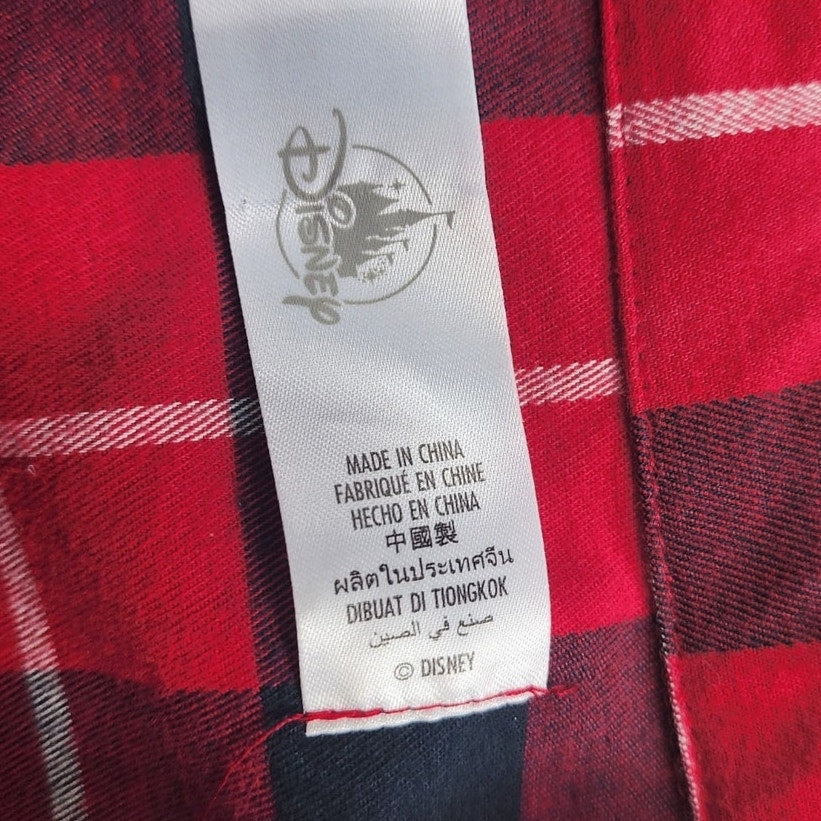 Disney
MADE IN CHINA
FABRIQUÉ EN CHINE
HECHO EN CHINA
中國製
ผลิตในประเทศจีน
DIBUAT DI TIONGKOK
صنع في الصين
© DISNEY